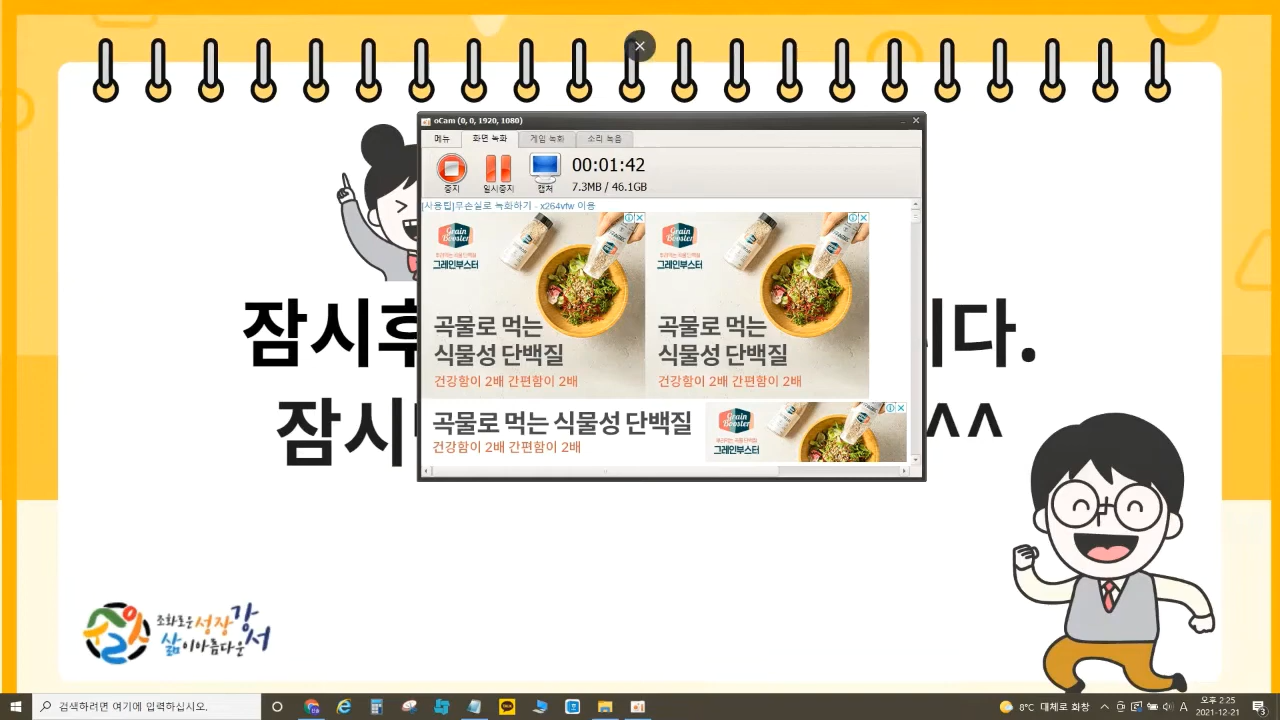 oCam (0, 0, 1920, 1080)
메뉴 화면 녹화 게임 녹화 소리 녹음
00:01:42
중지 일시중지 캡처 7.3MB / 46.1GB
[사용팁]무손실로 녹화하기 - x264vfw 이용
Grain Booster
그레인부스터
곡물로 먹는
식물성 단백질
건강함이 2배 간편함이 2배
Grain Booster
그레인부스터
곡물로 먹는
식물성 단백질
건강함이 2배 간편함이 2배
곡물로 먹는 식물성 단백질
건강함이 2배 간편함이 2배
Grain Booster
그레인부스터
잠시후 니다.
잠시 ^^
조화로운 성장 강서
삶이 아름다운
검색하려면 여기에 입력하십시오.
8°C 대체로 화창
A
오후 2:25
2021-12-21
3